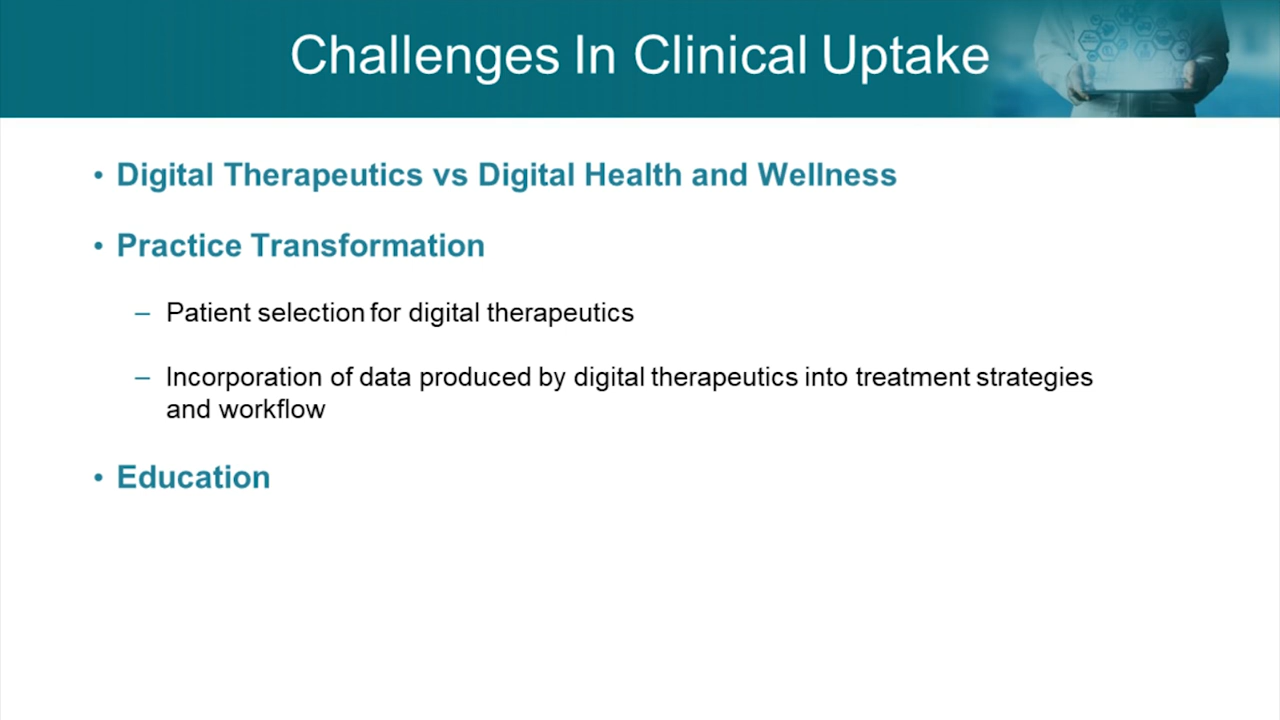 Challenges In Clinical Uptake
• Digital Therapeutics vs Digital Health and Wellness
• Practice Transformation
– Patient selection for digital therapeutics
– Incorporation of data produced by digital therapeutics into treatment strategies
and workflow
• Education